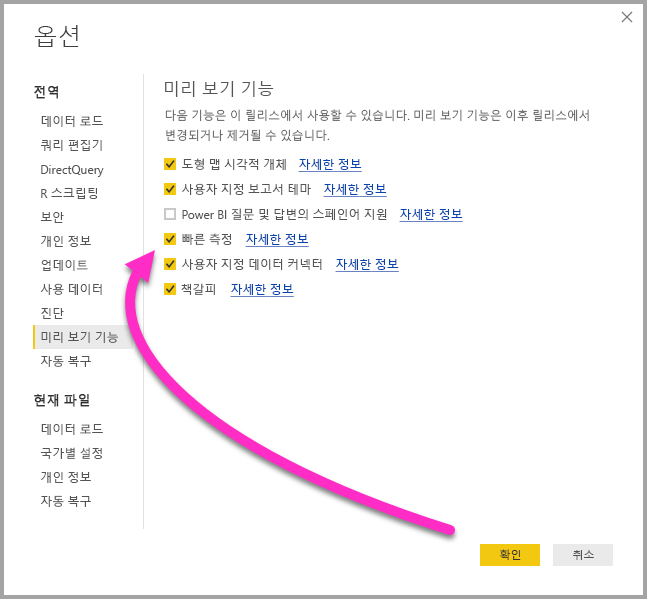 옵션
전역
데이터 로드
쿼리 편집기
DirectQuery
R 스크립팅
보안
개인 정보
업데이트
사용 데이터
진단
미리 보기 기능
자동 복구
현재 파일
데이터 로드
국가별 설정
개인 정보
자동 복구
미리 보기 기능
다음 기능은 이 릴리스에서 사용할 수 있습니다. 미리 보기 기능은 이후 릴리스에서
변경되거나 제거될 수 있습니다.
도형 맵 시각적 개체 자세한 정보
사용자 지정 보고서 테마 자세한 정보
Power BI 질문 및 답변의 스페인어 지원 자세한 정보
빠른 측정 자세한 정보
사용자 지정 데이터 커넥터 자세한 정보
책갈피 자세한 정보
확인 취소